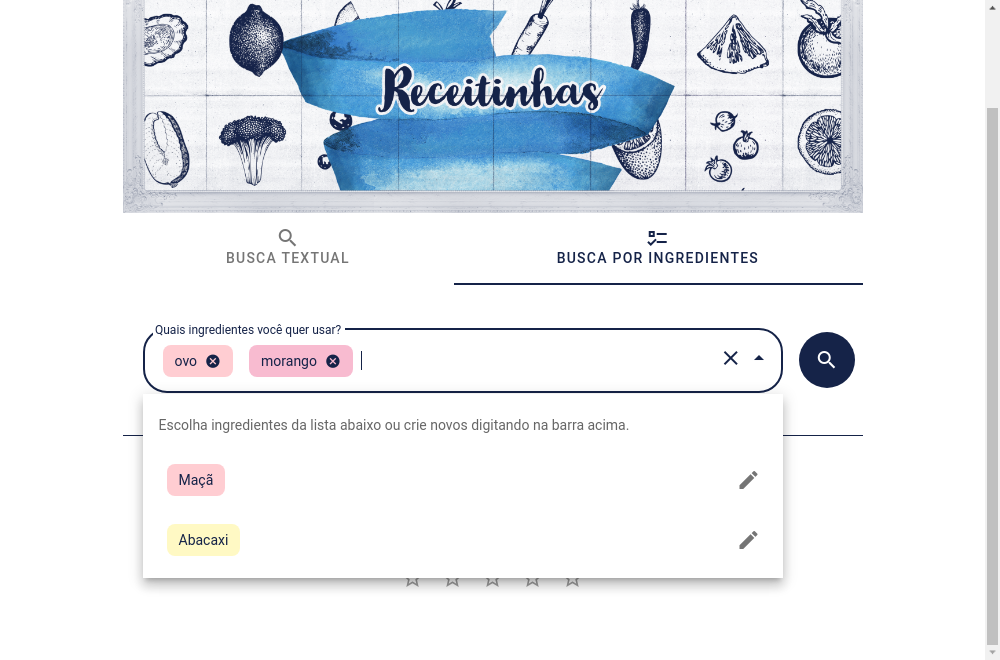 Receitinhas
BUSCA TEXTUAL
BUSCA POR INGREDIENTES
Quais ingredientes você quer usar?
ovo
morango
Escolha ingredientes da lista abaixo ou crie novos digitando na barra acima.
Maçã
Abacaxi